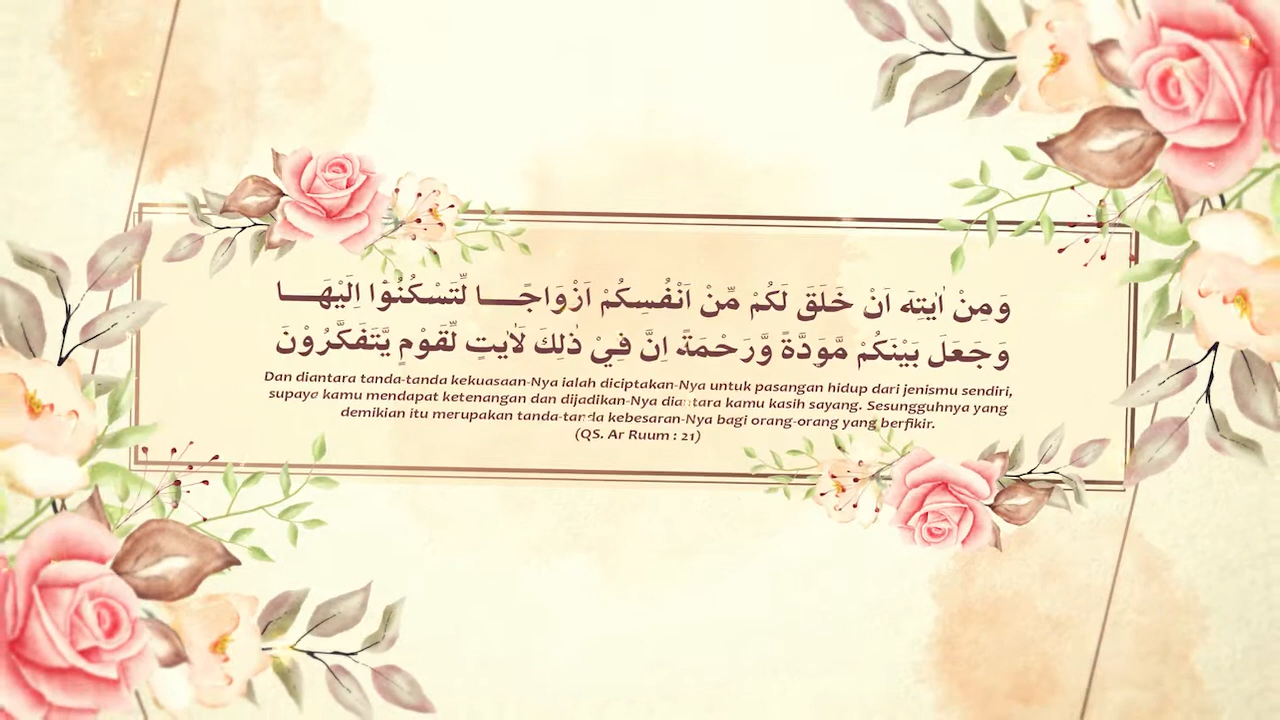 وَمِنْ اٰيٰتِهٖٓ اَنْ خَلَقَ لَكُمْ مِّنْ اَنْفُسِكُمْ اَزْوَاجًا لِّتَسْكُنُوْٓا اِلَيْهَا
وَجَعَلَ بَيْنَكُمْ مَّوَدَّةً وَّرَحْمَةً ۗاِنَّ فِيْ ذٰلِكَ لَاٰيٰتٍ لِّقَوْمٍ يَّتَفَكَّرُوْنَ
Dan diantara tanda-tanda kekuasaan-Nya ialah diciptakan-Nya untuk pasangan hidup dari jenismu sendiri,
supaya kamu mendapat ketenangan dan dijadikan-Nya diantara kamu kasih sayang. Sesungguhnya yang
demikian itu merupakan tanda-tanda kebesaran-Nya bagi orang-orang yang berfikir.
(QS. Ar Ruum : 21)